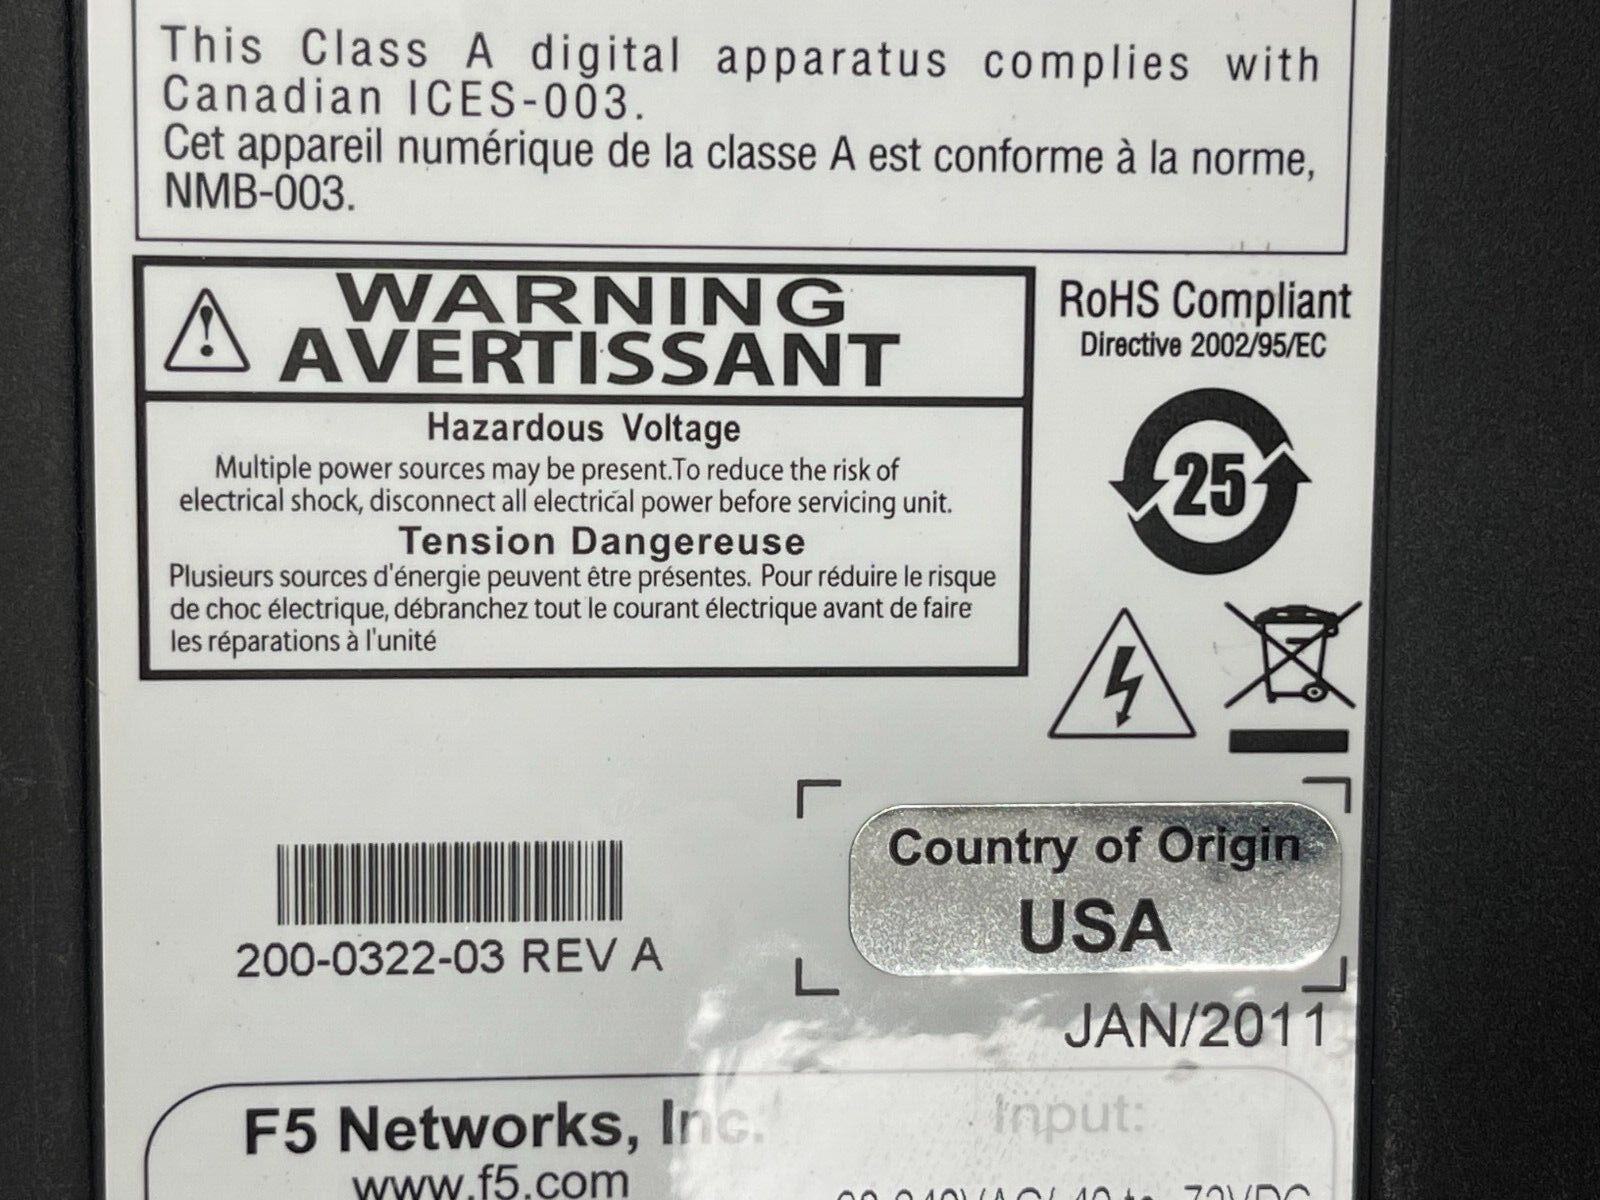 This Class A digital apparatus complies with
Canadian ICES-003.
Cet appareil numérique de la classe A est conforme à la norme,
NMB-003.
WARNING
AVERTISSANT
Hazardous Voltage
Multiple power sources may be present.To reduce the risk of
electrical shock, disconnect all electrical power before servicing unit.
Tension Dangereuse
Plusieurs sources d'énergie peuvent être présentes. Pour réduire le risque
de choc électrique, débranchez tout le courant électrique avant de faire
les réparations à l'unité
RoHS Compliant
Directive 2002/95/EC
25
200-0322-03 REV A
Country of Origin
USA
JAN/2011
F5 Networks, Inc.
www.f5.com
Input: